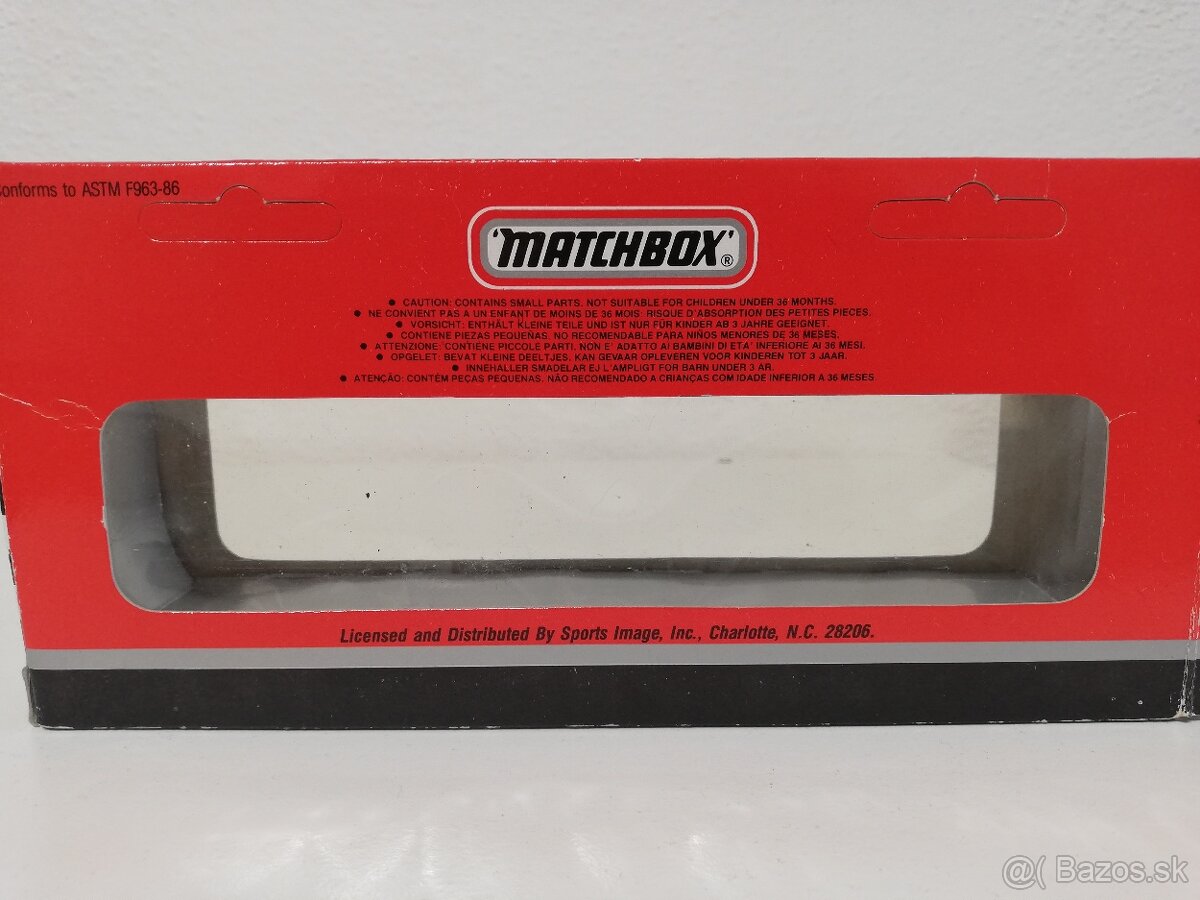 onforms to ASTM F963-86
'MATCHBOX'®
• CAUTION: CONTAINS SMALL PARTS. NOT SUITABLE FOR CHILDREN UNDER 36 MONTHS.
• NE CONVIENT PAS A UN ENFANT DE MOINS DE 36 MOIS: RISQUE D'ABSORPTION DES PETITES PIECES.
• VORSICHT: ENTHÄLT KLEINE TEILE UND IST NUR FÜR KINDER AB 3 JAHRE GEEIGNET.
• CONTIENE PIEZAS PEQUEÑAS. NO RECOMENDABLE PARA NIÑOS MENORES DE 36 MESES.
• ATTENZIONE: CONTIENE PICCOLE PARTI. NON E' ADATTO AI BAMBINI DI ETA' INFERIORE AI 36 MESI.
• OPGELET: BEVAT KLEINE DEELTJES. KAN GEVAAR OPLEVEREN VOOR KINDEREN TOT 3 JAAR.
• INNEHALLER SMADELAR EJ LAMPLIGT FOR BARN UNDER 3 AR.
• ATENÇÃO: CONTÉM PEÇAS PEQUENAS. NÃO RECOMENDADO A CRIANÇAS COM IDADE INFERIOR A 36 MESES.
Licensed and Distributed By Sports Image, Inc., Charlotte, N.C. 28206.
@( Bazos.sk